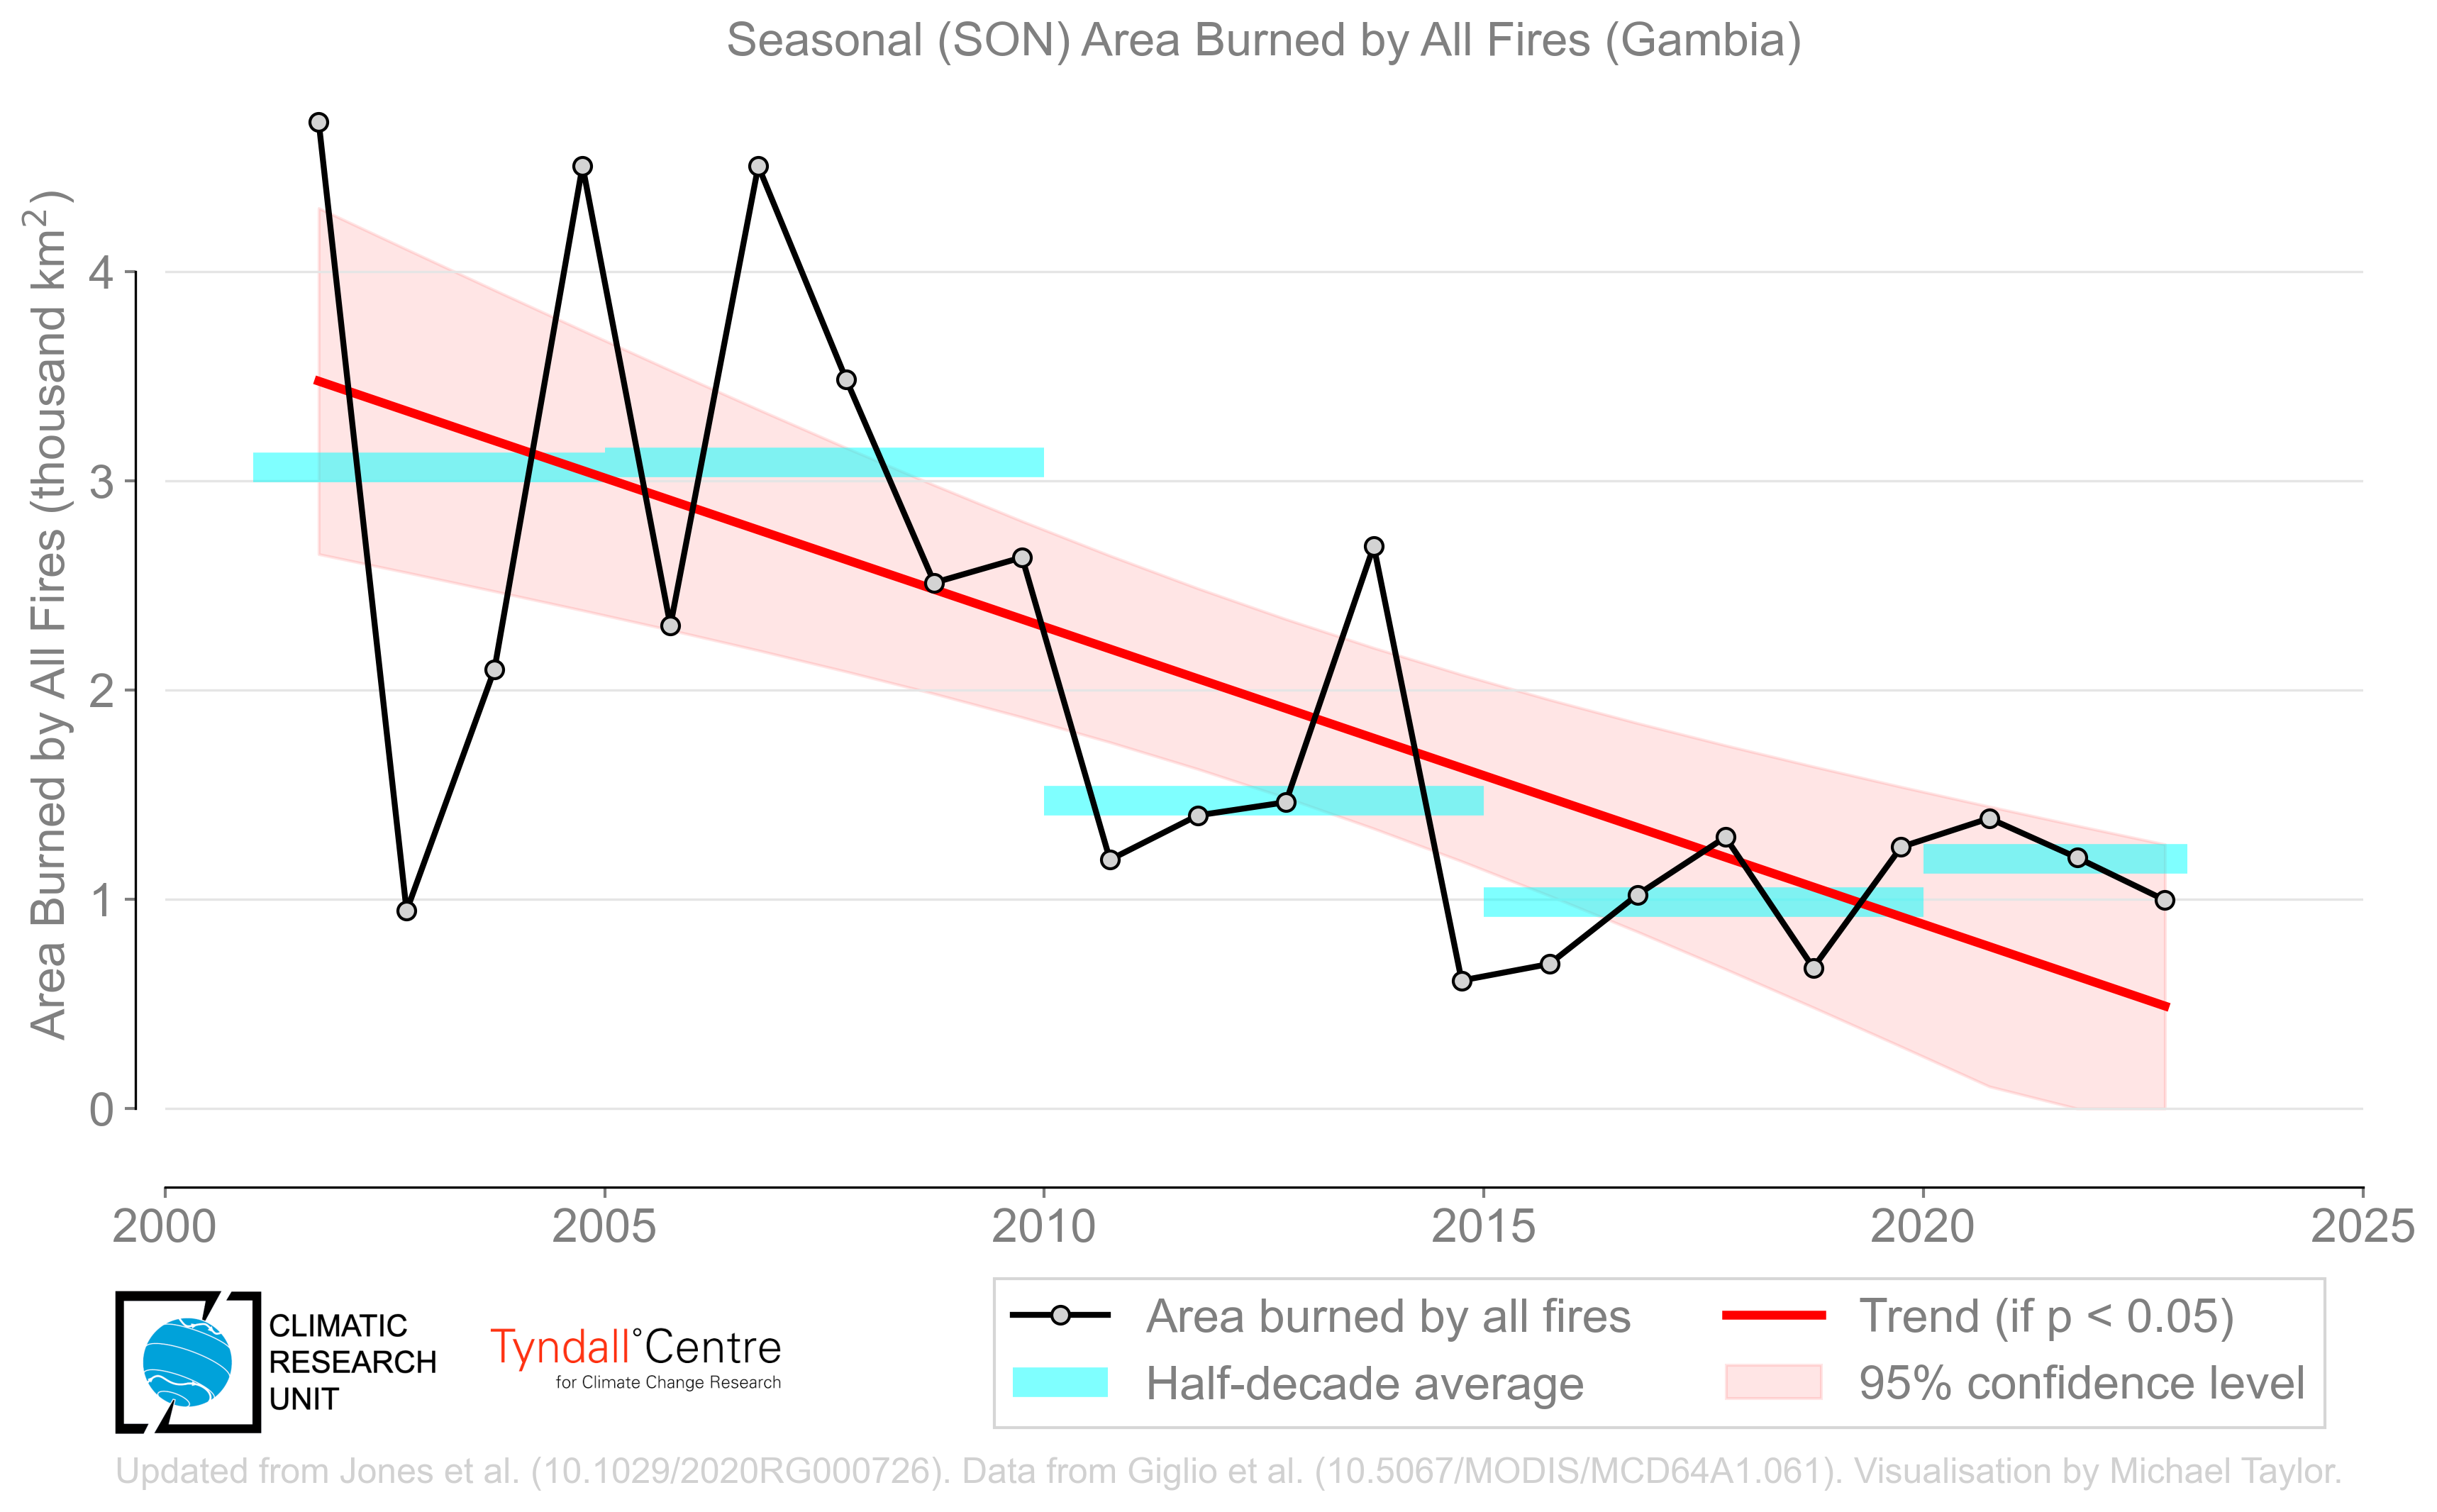 Seasonal (SON) Area Burned by All Fires (Gambia)
Area Burned by All Fires (thousand km²)
4
3
2
1
0
2000 2005 2010 2015 2020 2025
CLIMATIC
RESEARCH
UNIT
Tyndall°Centre
for Climate Change Research
Area burned by all fires
Trend (if p < 0.05)
Half-decade average
95% confidence level
Updated from Jones et al. (10.1029/2020RG000726). Data from Giglio et al. (10.5067/MODIS/MCD64A1.061). Visualisation by Michael Taylor.